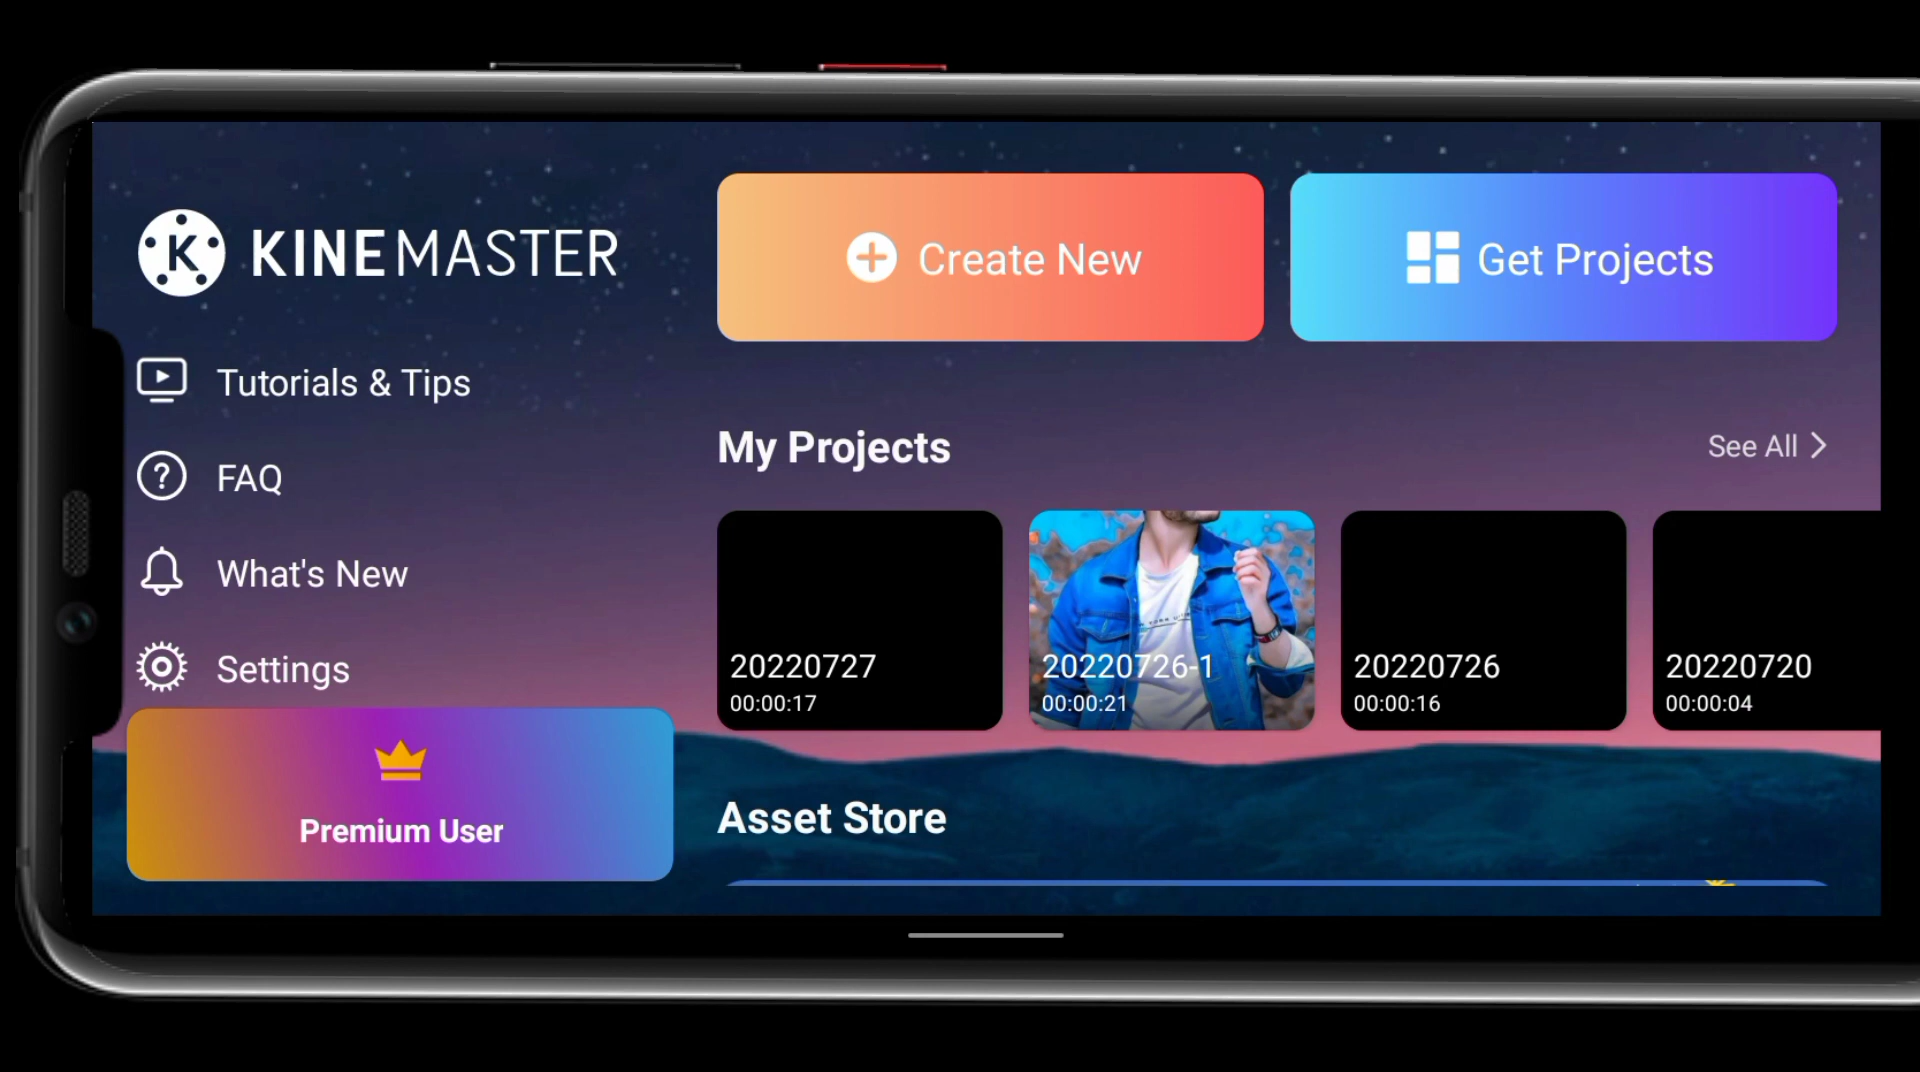 KINEMASTER
Tutorials & Tips
FAQ
What's New
Settings
Premium User
Create New
Get Projects
My Projects
See All
20220727
00:00:17
20220726-1
00:00:21
20220726
00:00:16
20220720
00:00:04
Asset Store